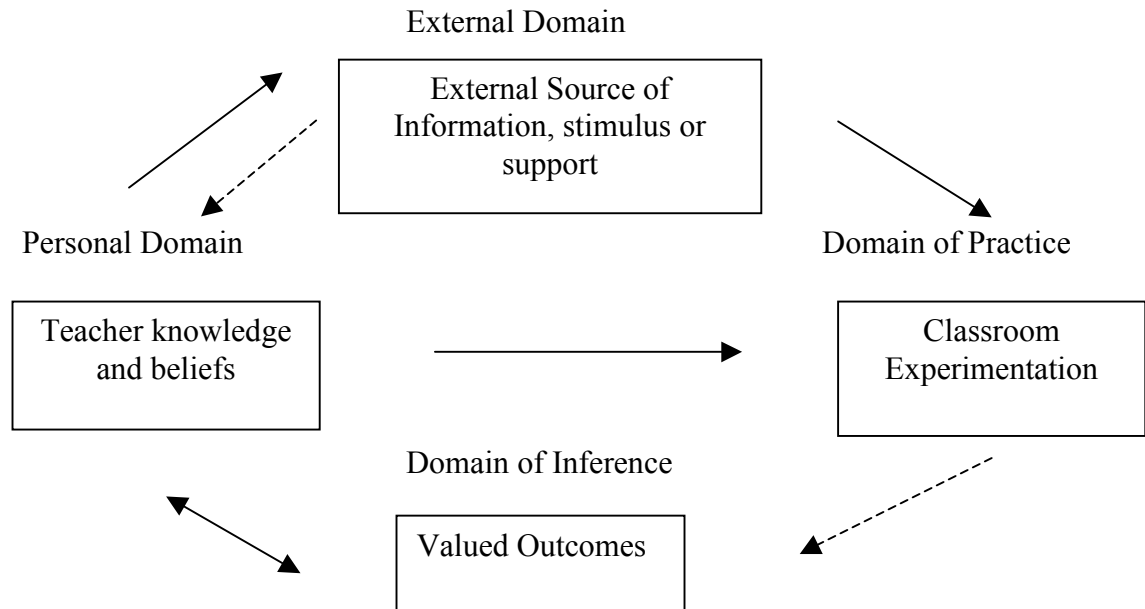 External Domain
External Source of
Information, stimulus or
support
Personal Domain
Domain of Practice
Teacher knowledge
and beliefs
Classroom
Experimentation
Domain of Inference
Valued Outcomes